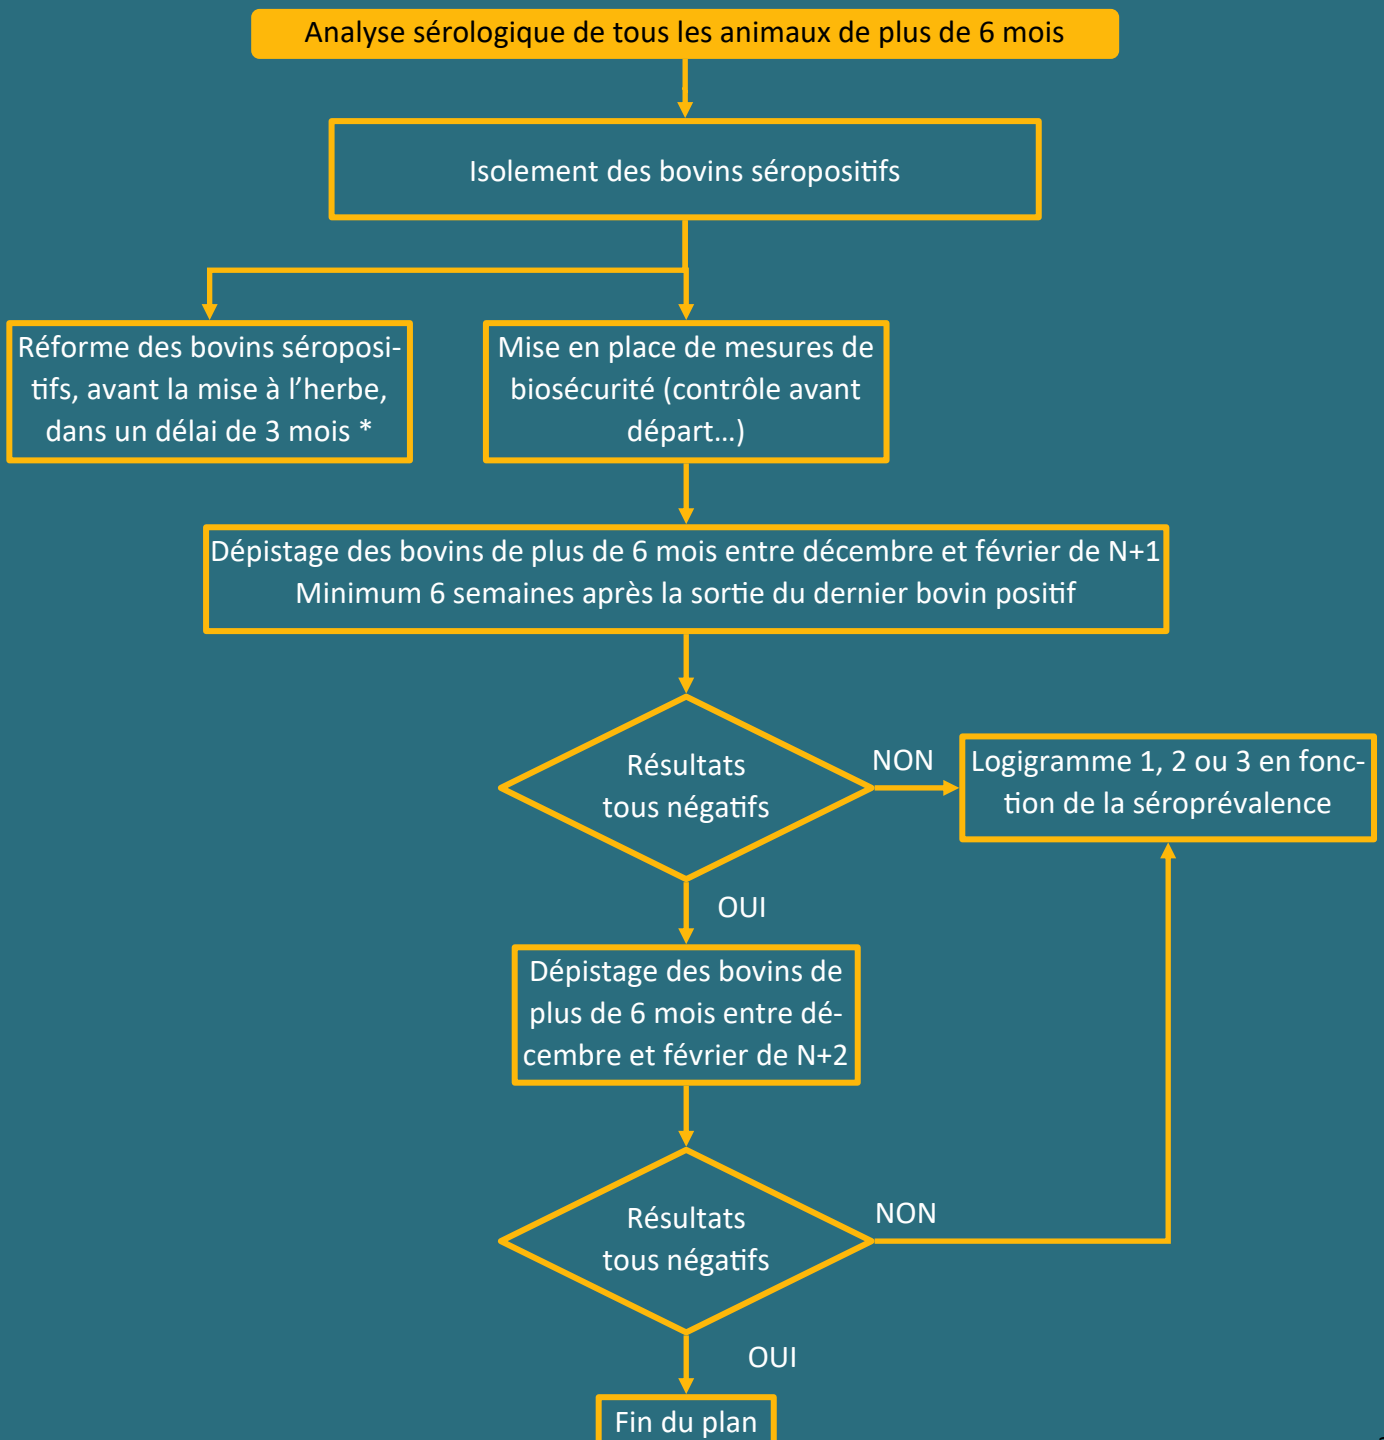 Analyse sérologique de tous les animaux de plus de 6 mois
Isolement des bovins séropositifs
Réforme des bovins séroposi-
tifs, avant la mise à l’herbe,
dans un délai de 3 mois *
Mise en place de mesures de
biosécurité (contrôle avant
départ…)
Dépistage des bovins de plus de 6 mois entre décembre et février de N+1
Minimum 6 semaines après la sortie du dernier bovin positif
Résultats
tous négatifs
NON
Logigramme 1, 2 ou 3 en fonc-
tion de la séroprévalence
OUI
Dépistage des bovins de
plus de 6 mois entre dé-
cembre et février de N+2
Résultats
tous négatifs
NON
OUI
Fin du plan